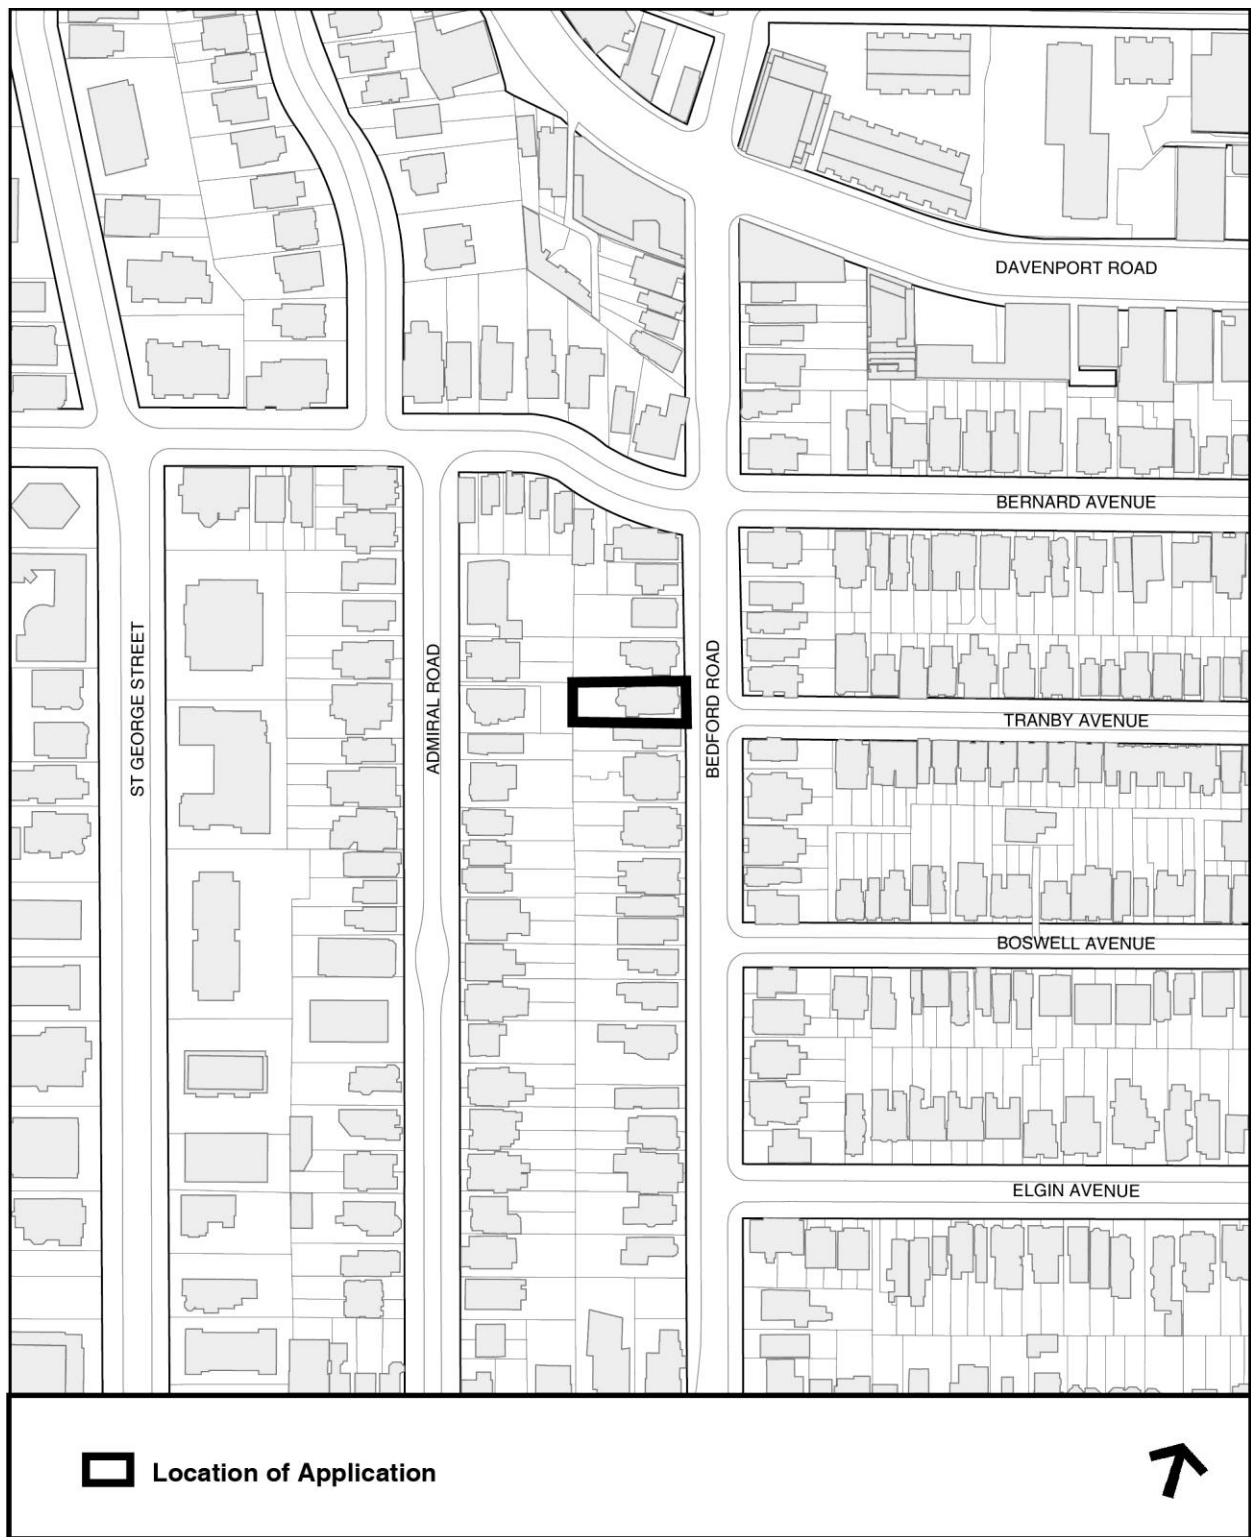 DAVENPORT ROAD
BERNARD AVENUE
ST GEORGE STREET
ADMIRAL ROAD
BEDFORD ROAD
TRANBY AVENUE
BOSWELL AVENUE
ELGIN AVENUE
Location of Application